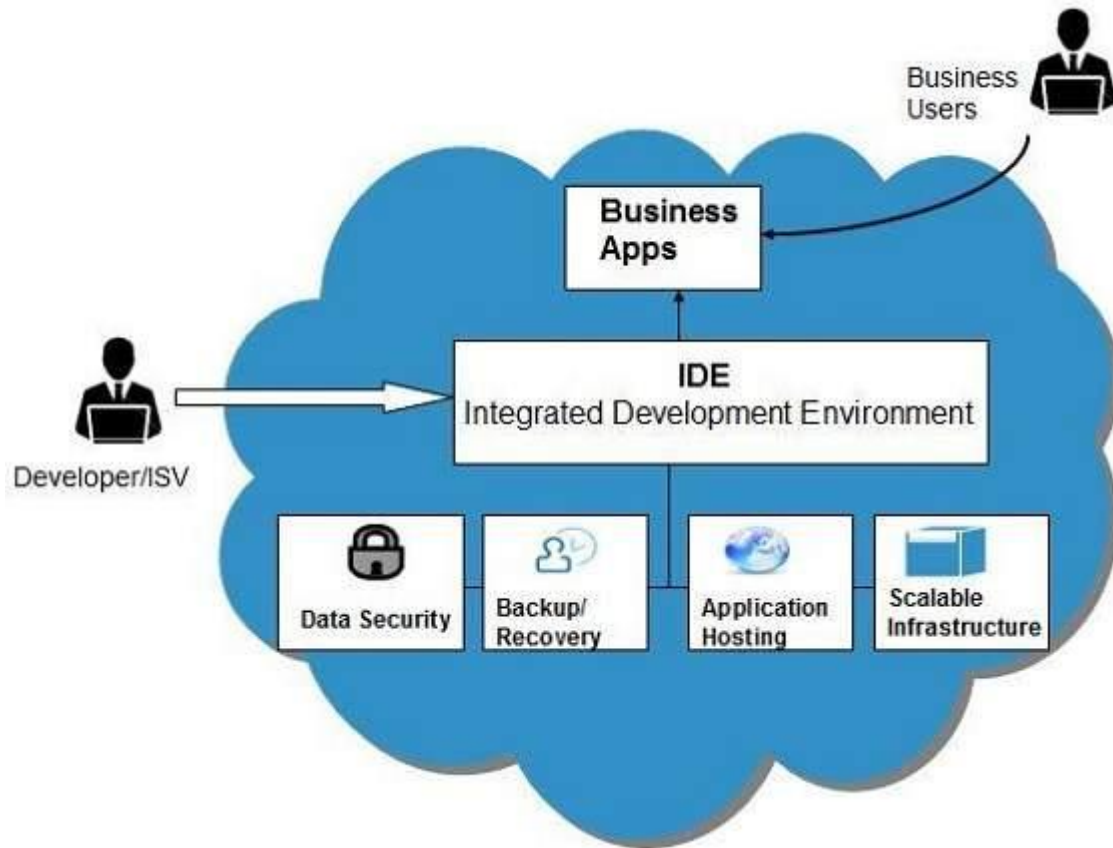 Business
Users
Business
Apps
IDE
Integrated Development Environment
Developer/ISV
Data Security
Backup/
Recovery
Application
Hosting
Scalable
Infrastructure